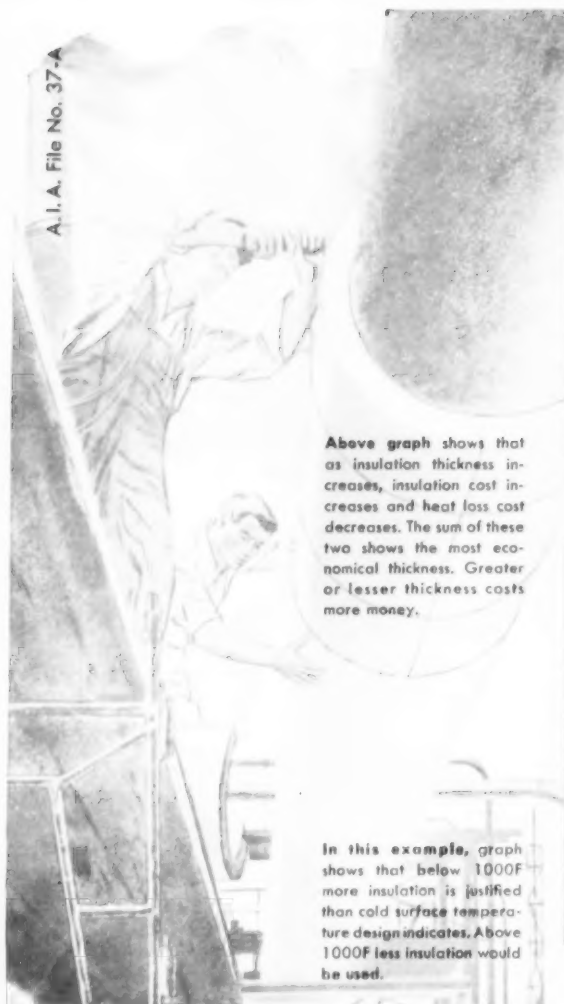 A.I.A. File No. 37-A
Above graph shows that
as insulation thickness in-
creases, insulation cost in-
creases and heat loss cost
decreases. The sum of these
two shows the most eco-
nomical thickness. Greater
or lesser thickness costs
more money.
In this example, graph
shows that below 1000F
more insulation is justified
than cold surface tempera-
ture design indicates. Above
1000F less insulation would
be used.